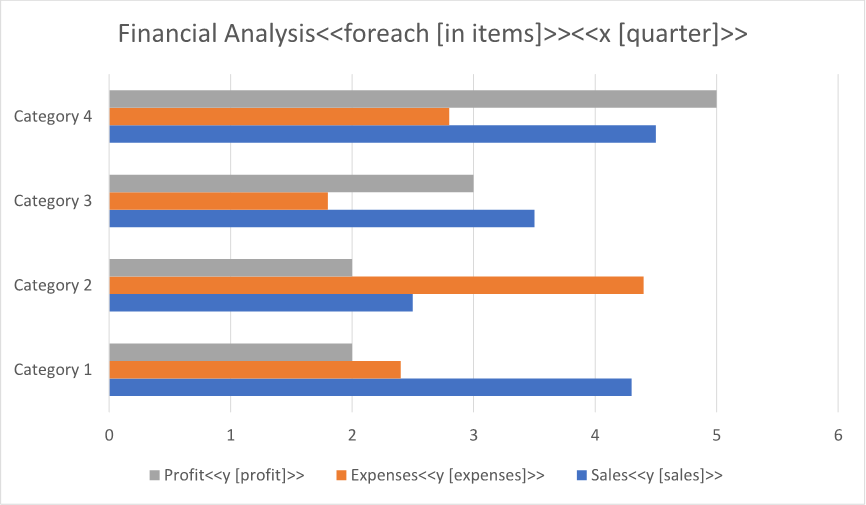 Financial Analysis<<foreach [in items]>><<x [quarter]>>
Category 4
Category 3
Category 2
Category 1
0 1 2 3 4 5 6
Profit<<y [profit]>> Expenses<<y [expenses]>> Sales<<y [sales]>>